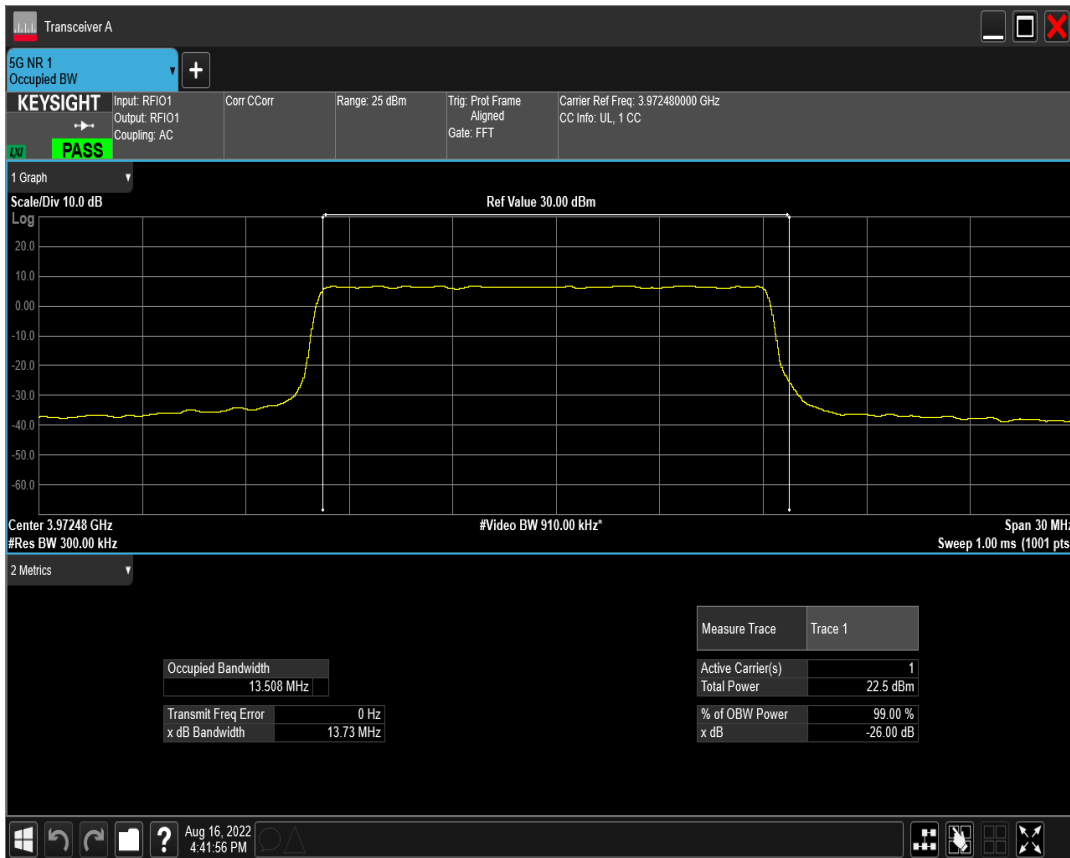 Transceiver A
5G NR 1
Occupied BW
KEYSIGHT
LXI
PASS
Input: RFIO1
Output: RFIO1
Coupling: AC
Corr CCorr
Range: 25 dBm
Trig: Prot Frame
Aligned
Gate: FFT
Carrier Ref Freq: 3.972480000 GHz
CC Info: UL, 1 CC
1 Graph
Scale/Div 10.0 dB
Ref Value 30.00 dBm
Log
20.0
10.0
0.00
-10.0
-20.0
-30.0
-40.0
-50.0
-60.0
Center 3.97248 GHz
#Video BW 910.00 kHz*
Span 30 MHz
#Res BW 300.00 kHz
Sweep 1.00 ms (1001 pts
2 Metrics
Measure Trace Trace 1
Occupied Bandwidth
13.508 MHz
Active Carrier(s) 1
Total Power 22.5 dBm
Transmit Freq Error 0 Hz
x dB Bandwidth 13.73 MHz
% of OBW Power 99.00 %
x dB -26.00 dB
?
Aug 16, 2022
4:41:56 PM